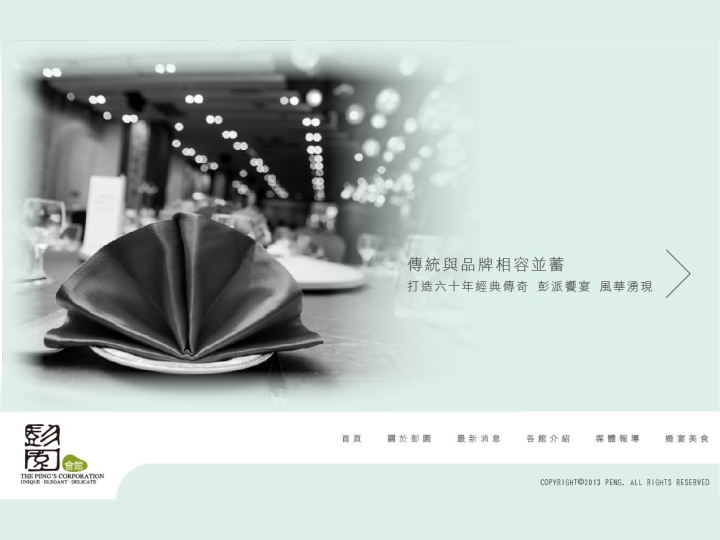 傳統與品牌相容並蓄
打造六十年經典傳奇 彭派饗宴 風華湧現
彭園
會館
THE PENG'S CORPORATION
UNIQUE · ELEGANT · DELICATE
首頁 關於彭園 最新消息 各館介紹 媒體報導 婚宴美食
COPYRIGHT©2013 PENG. ALL RIGHTS RESERVED